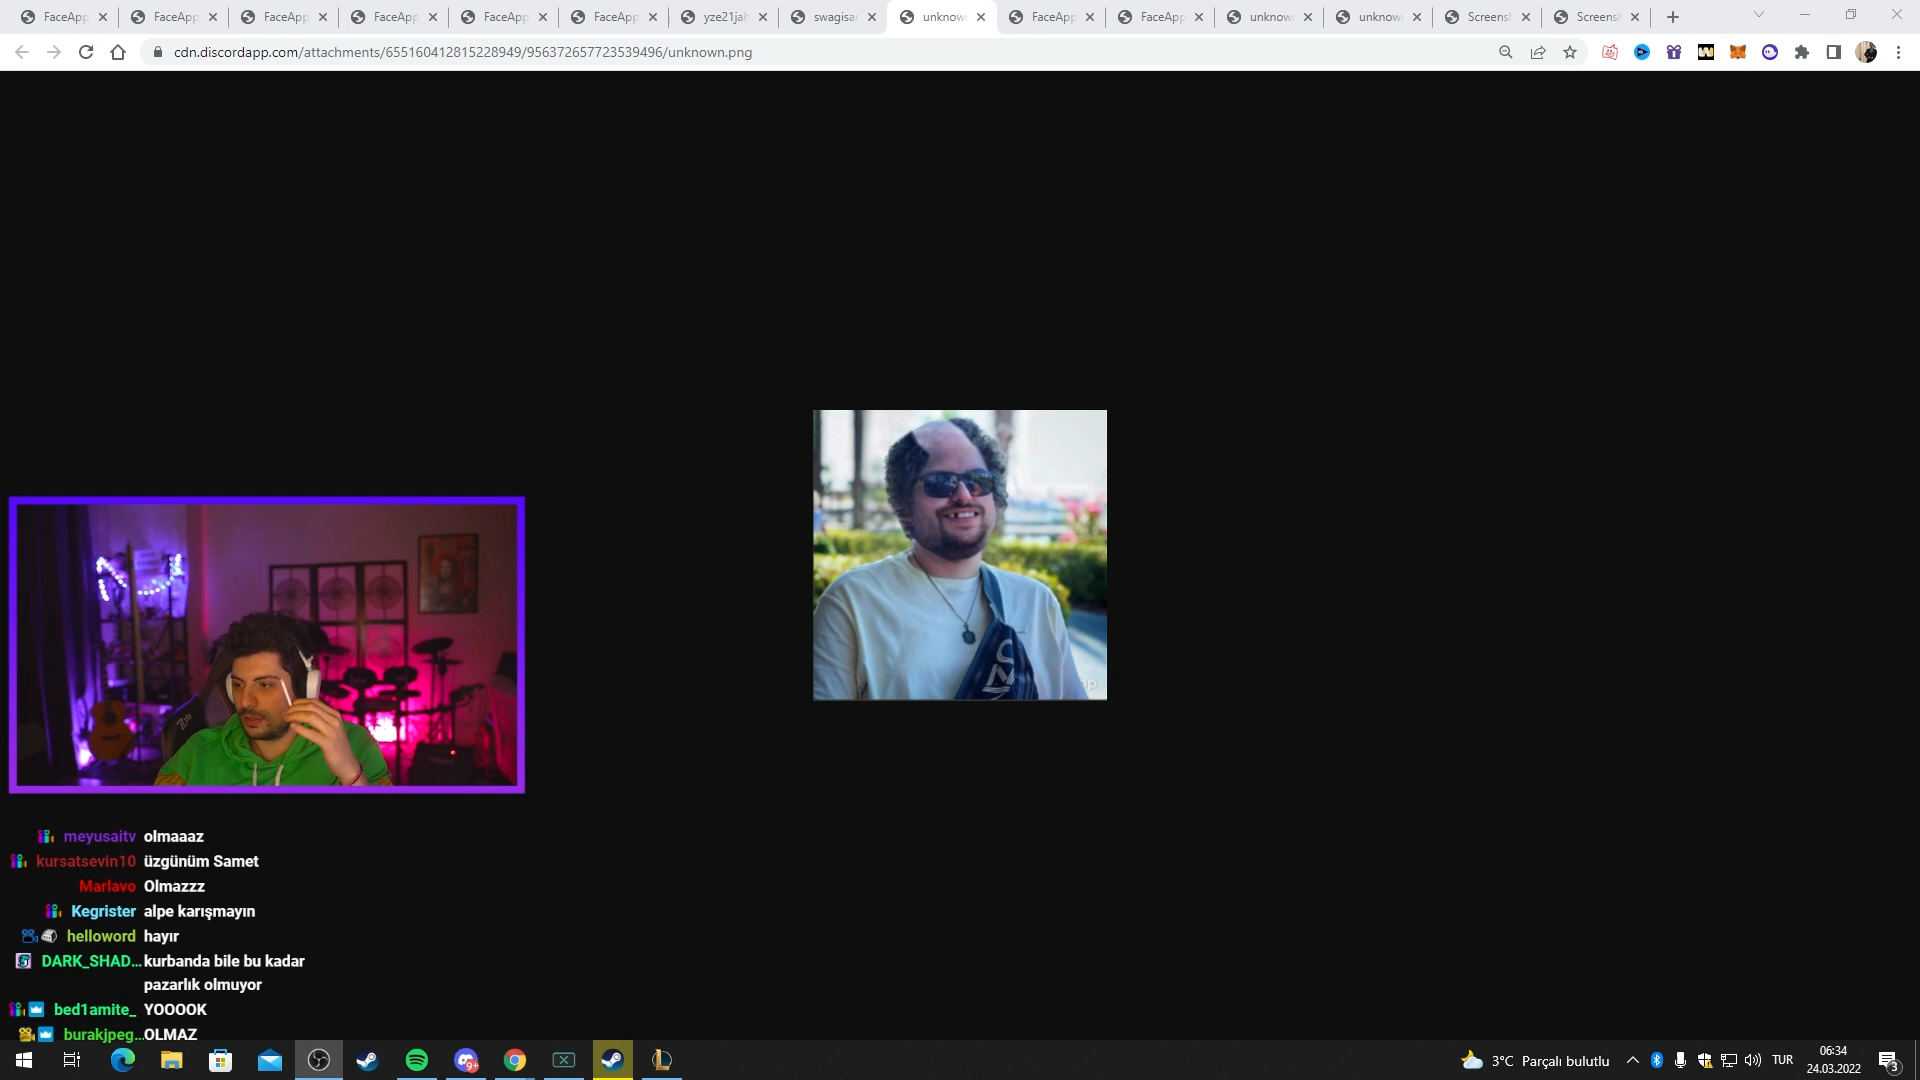 FaceApp
FaceApp
FaceApp
FaceApp
FaceApp
FaceApp
yze21jah
swagisar
unknown
FaceApp
FaceApp
unknown
unknown
Screens
Screens
cdn.discordapp.com/attachments/655160412815228949/956372657723539496/unknown.png
meyusaitv olmaaaz
kursatsevin10 üzgünüm Samet
Marlavo Olmazzz
Kegrister alpe karışmayın
helloword hayır
DARK_SHAD... kurbanda bile bu kadar
pazarlık olmuyor
bed1amite_ YOOOOK
burakjpeg... OLMAZ
9+
3°C Parçalı bulutlu
TUR
06:34
24.03.2022
3